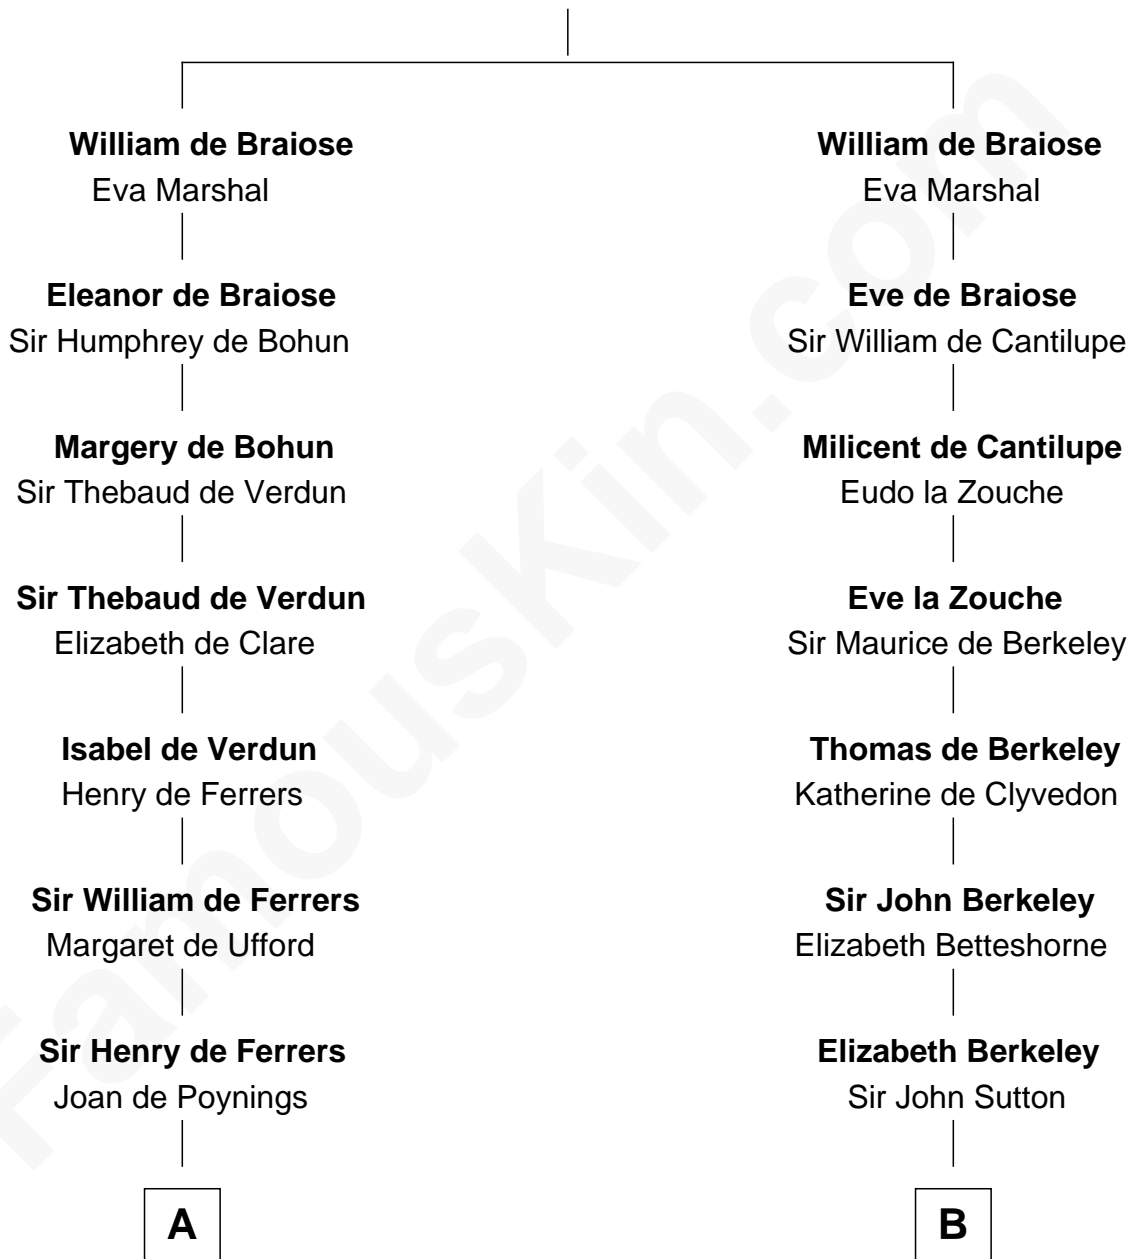 William de Braiose
Eva Marshal
Eleanor de Braiose
Sir Humphrey de Bohun
Margery de Bohun
Sir Thebaud de Verdun
Sir Thebaud de Verdun
Elizabeth de Clare
Isabel de Verdun
Henry de Ferrers
Sir William de Ferrers
Margaret de Ufford
Sir Henry de Ferrers
Joan de Poynings
A
William de Braiose
Eva Marshal
Eve de Braiose
Sir William de Cantilupe
Milicent de Cantilupe
Eudo la Zouche
Eve la Zouche
Sir Maurice de Berkeley
Thomas de Berkeley
Katherine de Clyvedon
Sir John Berkeley
Elizabeth Betteshorne
Elizabeth Berkeley
Sir John Sutton
B
FamousKin.com